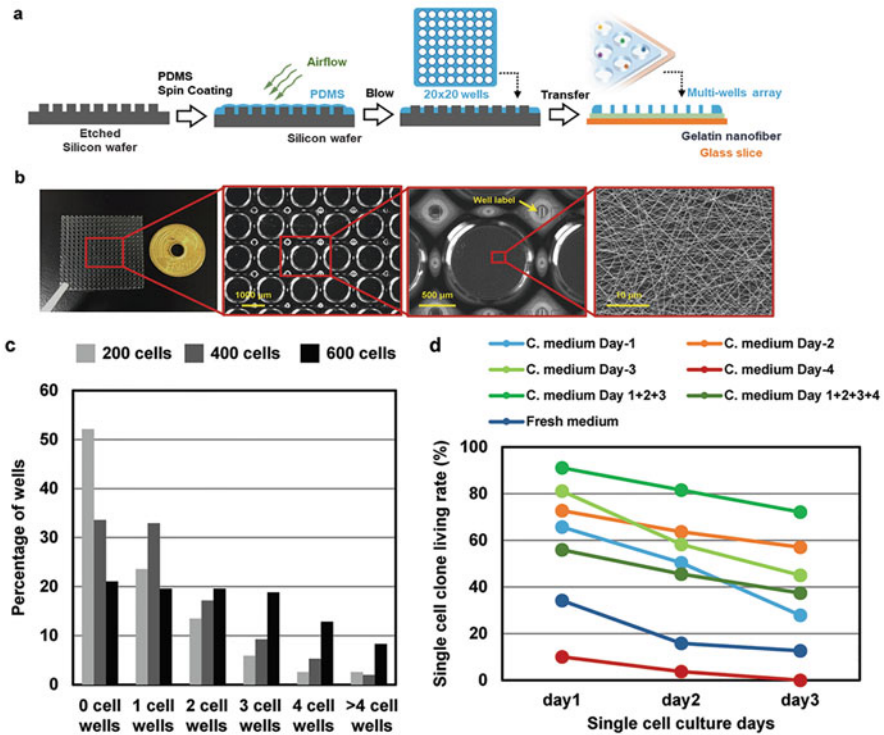 a
PDMS
Spin Coating
Airflow
PDMS
Blow
20x20 wells
Transfer
Multi-wells array
Etched
Silicon wafer
Silicon wafer
Gelatin nanofiber
Glass slice
b
Well label
1000 μm
500 μm
10 μm
c
200 cells
400 cells
600 cells
Percentage of wells
60
50
40
30
20
10
0
0 cell
wells
1 cell
wells
2 cell
wells
3 cell
wells
4 cell
wells
>4 cell
wells
d
C. medium Day-1
C. medium Day-2
C. medium Day-3
C. medium Day-4
C. medium Day 1+2+3
C. medium Day 1+2+3+4
Fresh medium
Single cell clone living rate (%)
100
80
60
40
20
0
day1
day2
day3
Single cell culture days